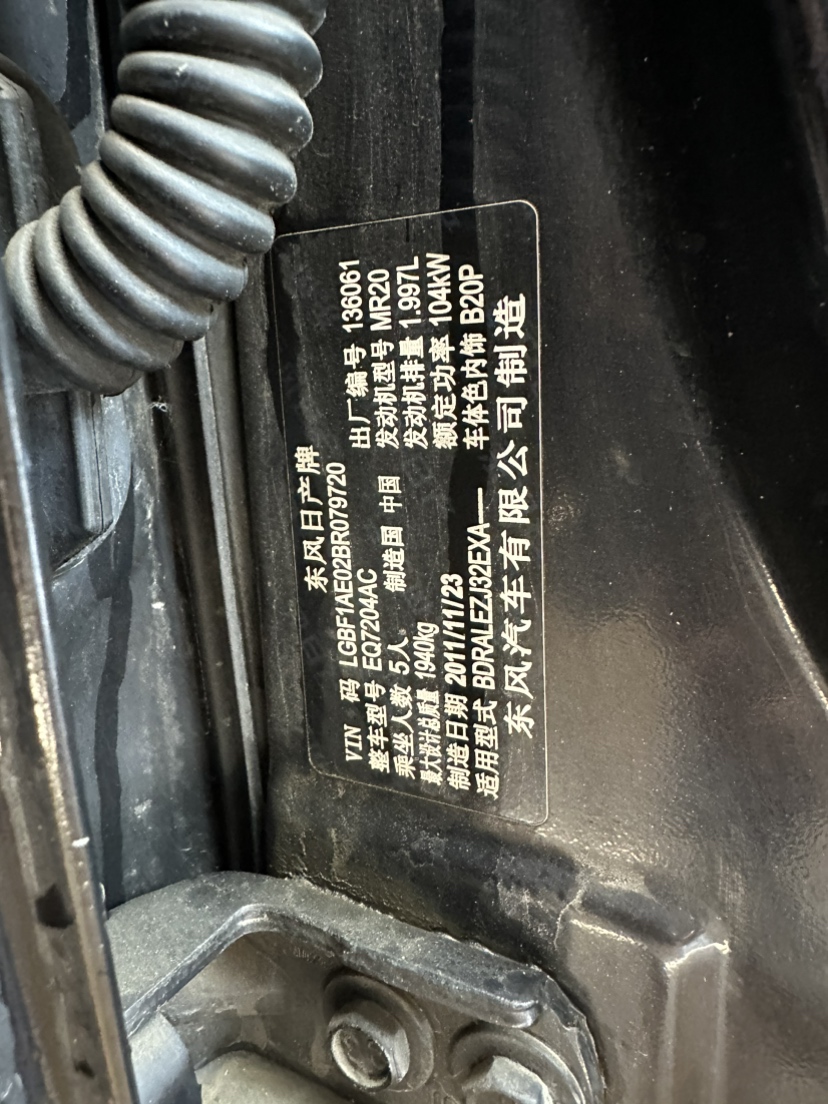 东风日产牌
VIN 码 LGBF1AE02BR079720 出厂编号 136061
整车型号 EQ7204AC 发动机型号 MR20
乘坐人数 5人 制造国 中国 发动机排量 1.997L
最大设计总质量 1940kg 额定功率 104kW
制造日期 2011/11/23 车体色内饰 B20P
适用型式 BDRALEZJ32EXA——
东风汽车有限公司制造